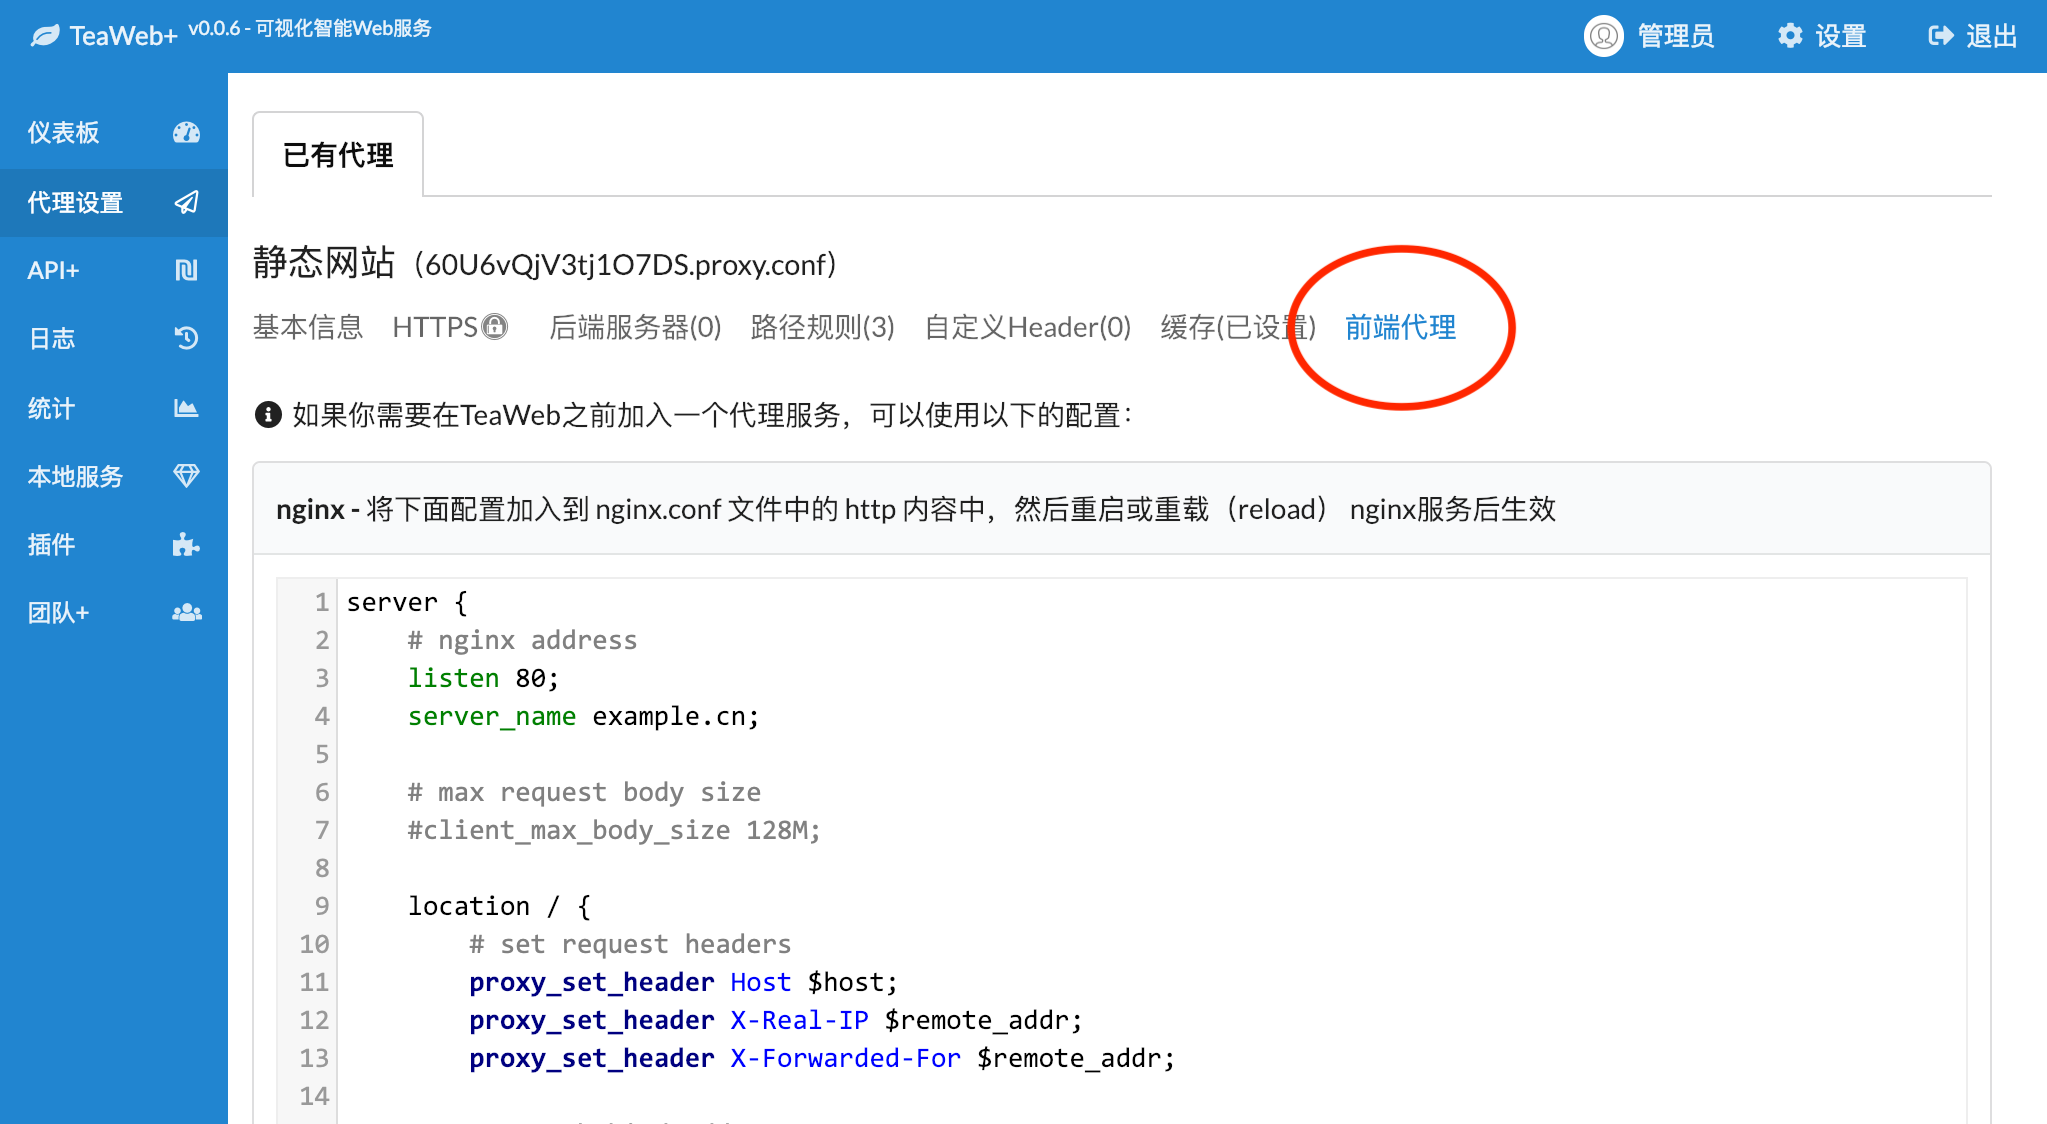 TeaWeb+ v0.0.6 - 可视化智能Web服务
管理员 设置 退出
仪表板
代理设置
API+
日志
统计
本地服务
插件
团队+
已有代理
静态网站（60U6vQjV3tj1O7DS.proxy.conf）
基本信息 HTTPS 后端服务器(0) 路径规则(3) 自定义Header(0) 缓存(已设置) 前端代理
如果你需要在TeaWeb之前加入一个代理服务，可以使用以下的配置：
nginx - 将下面配置加入到 nginx.conf 文件中的 http 内容中，然后重启或重载（reload） nginx服务后生效
1 server {
2 # nginx address
3 listen 80;
4 server_name example.cn;
5
6 # max request body size
7 #client_max_body_size 128M;
8
9 location / {
10 # set request headers
11 proxy_set_header Host $host;
12 proxy_set_header X-Real-IP $remote_addr;
13 proxy_set_header X-Forwarded-For $remote_addr;
14